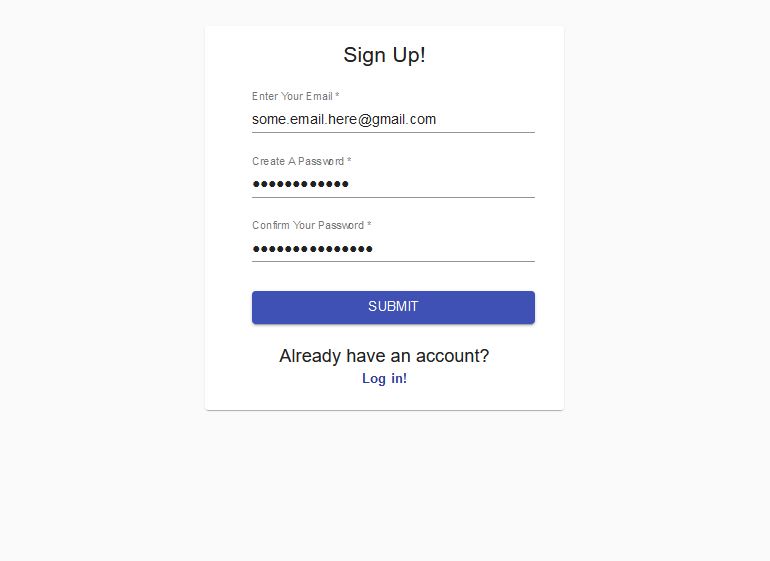 Sign Up!
Enter Your Email *
some.email.here@gmail.com
Create A Password *
••••••••••••
Confirm Your Password *
•••••••••••••••
SUBMIT
Already have an account?
Log in!